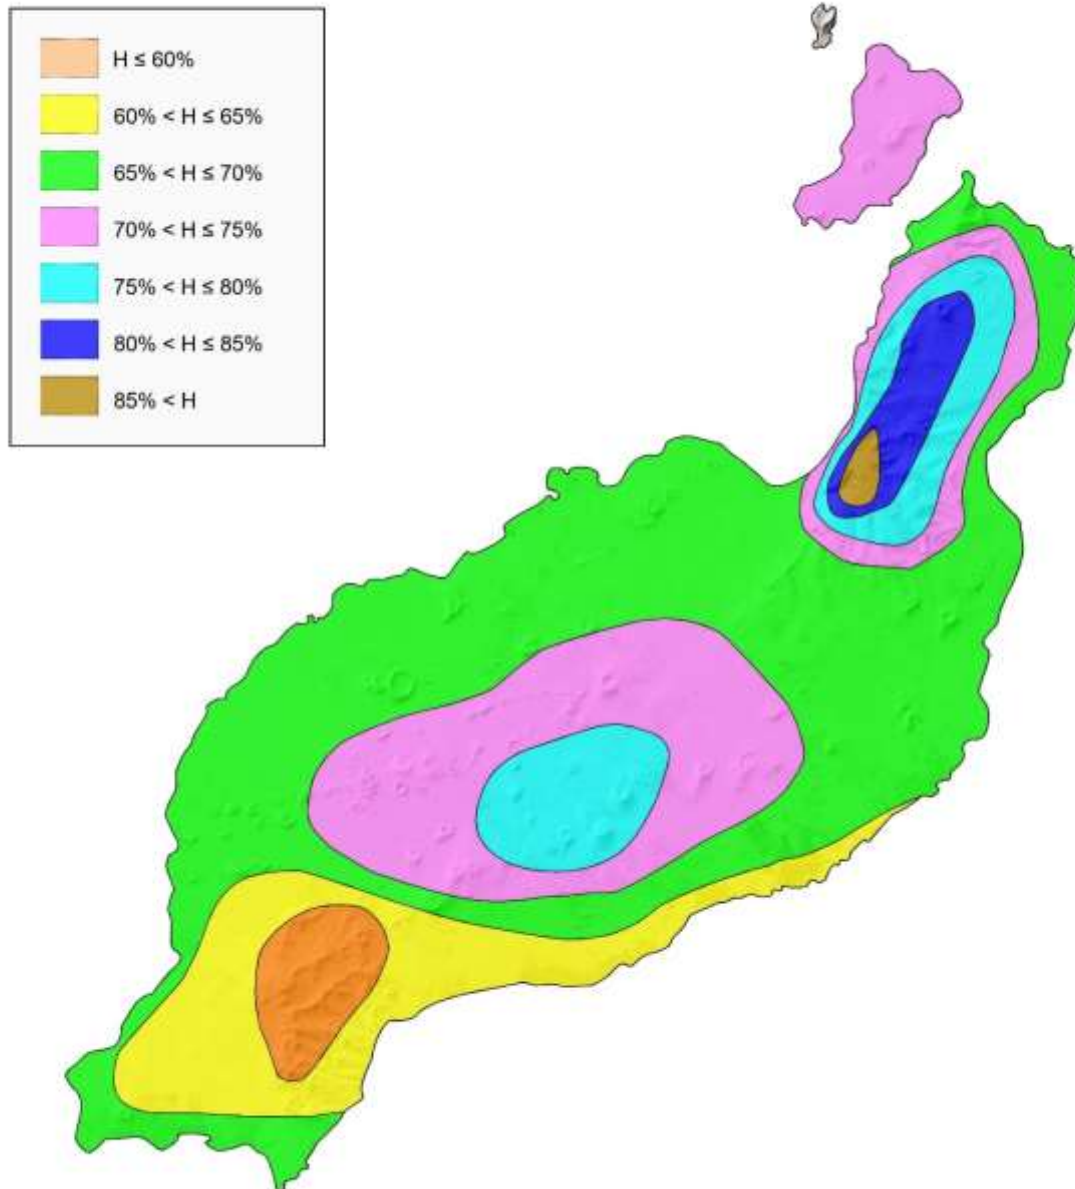 H ≤ 60%
60% < H ≤ 65%
65% < H ≤ 70%
70% < H ≤ 75%
75% < H ≤ 80%
80% < H ≤ 85%
85% < H